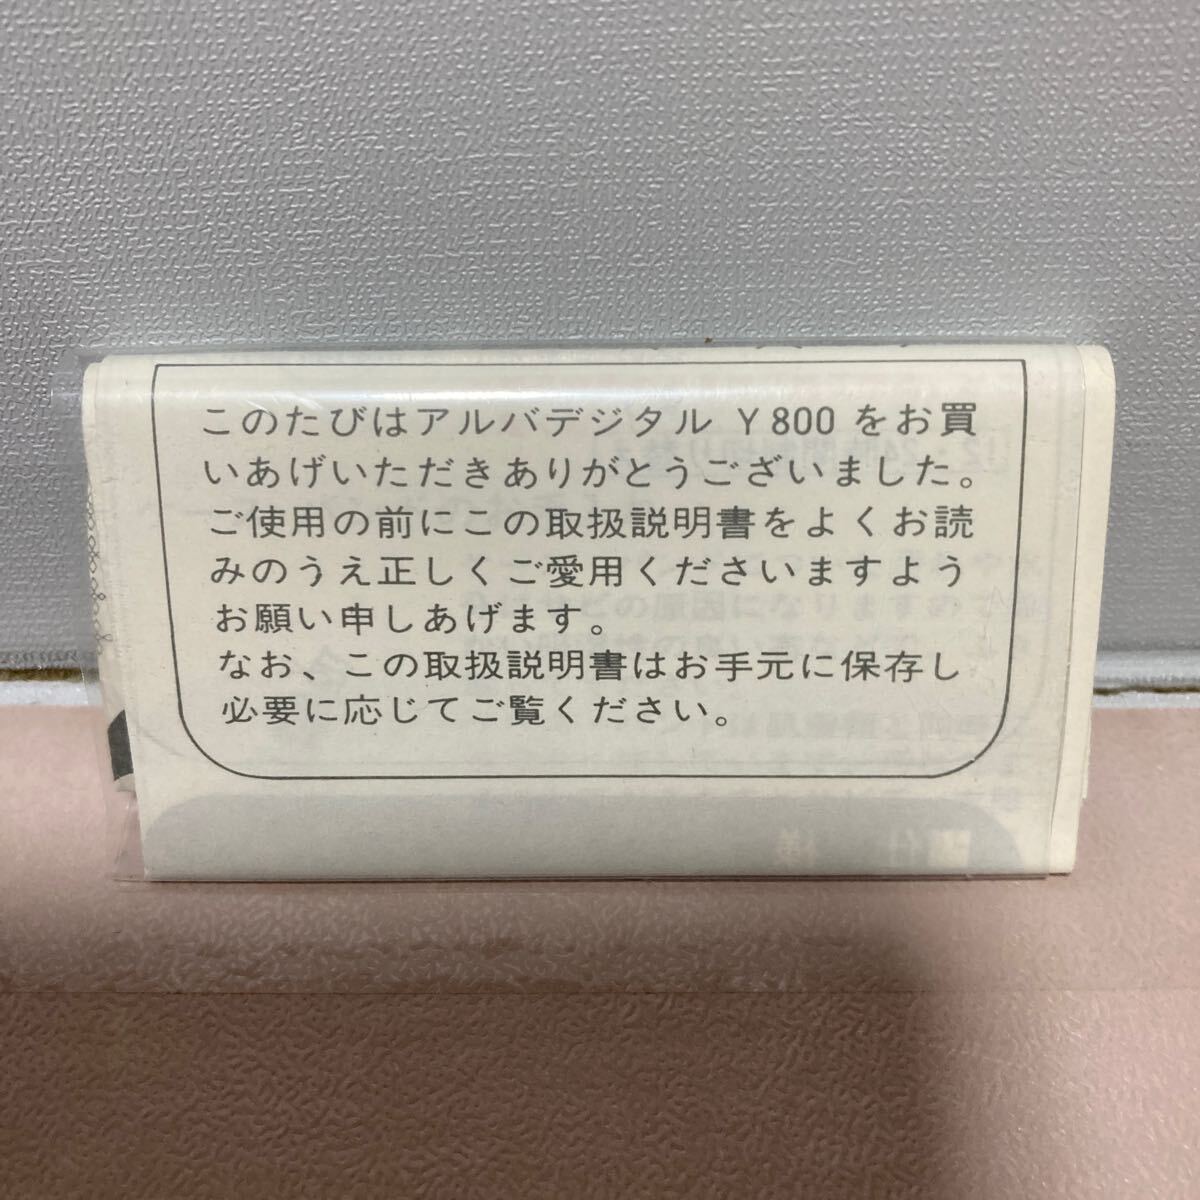 このたびはアルバデジタル Y800 をお買
いあげいただきありがとうございました。
ご使用の前にこの取扱説明書をよくお読
みのうえ正しくご愛用くださいますよう
お願い申しあげます。
なお、この取扱説明書はお手元に保存し
必要に応じてご覧ください。